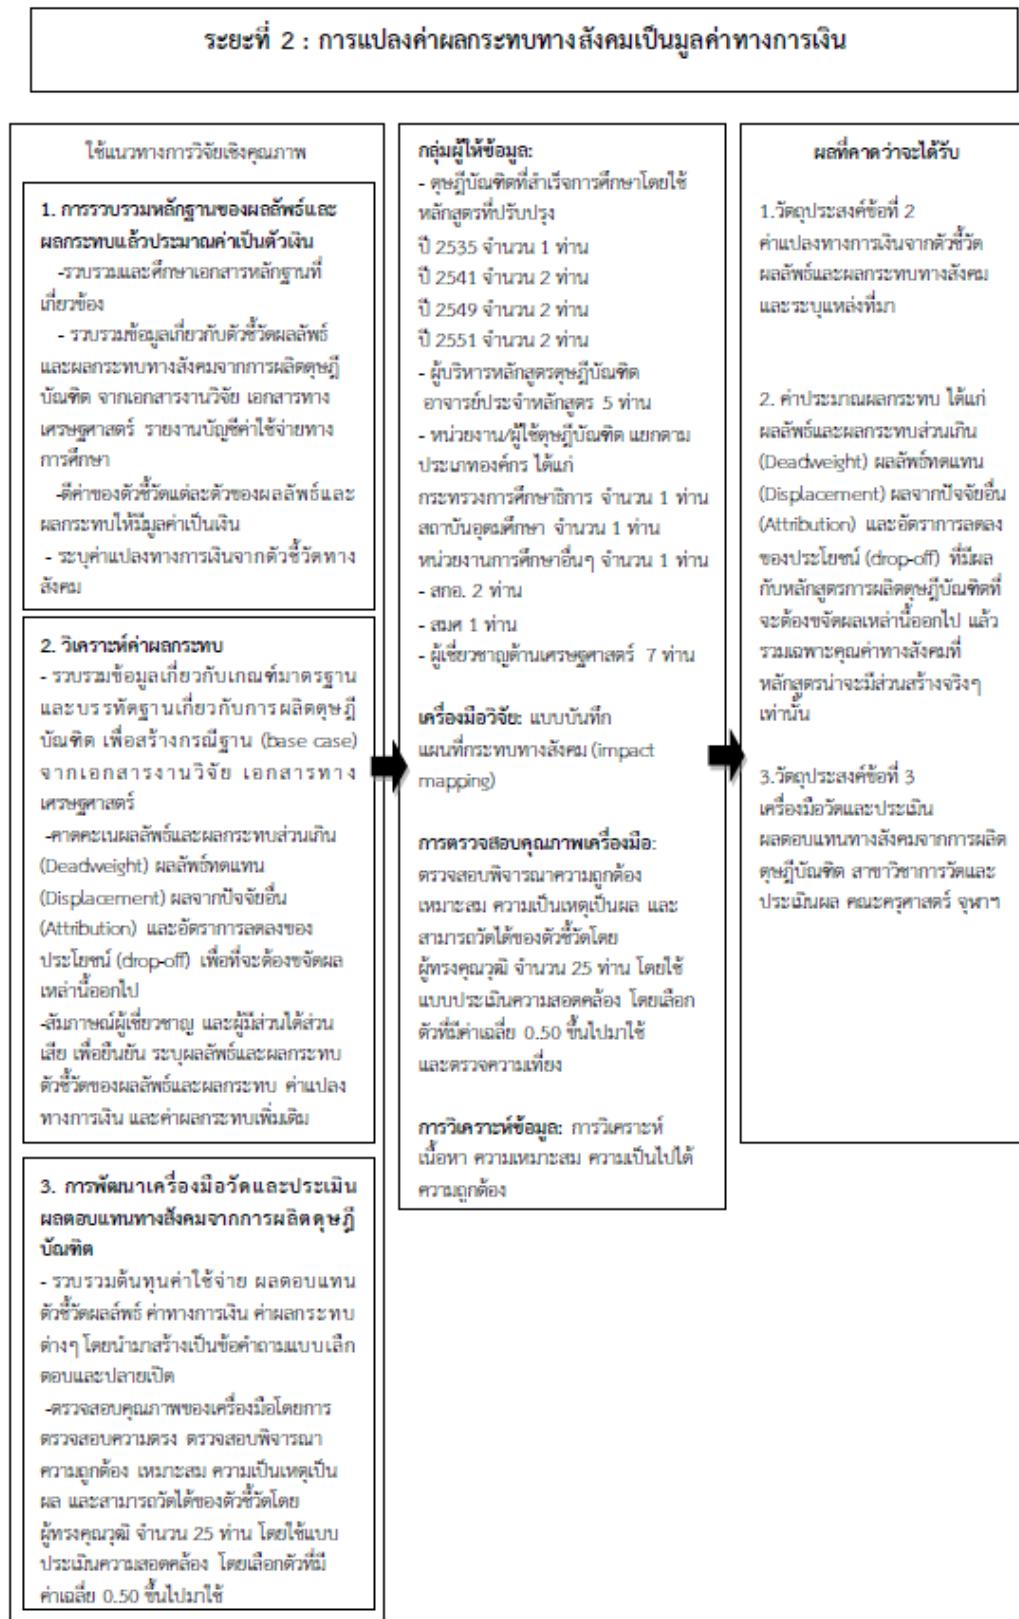 ระยะที่ 2 : การแปลงค่าผลกระทบทางสังคมเป็นมูลค่าทางการเงิน
ใช้แนวทางการวิจัยเชิงคุณภาพ
1. การรวบรวมหลักฐานของผลลัพธ์และ
ผลกระทบแล้วประมาณค่าเป็นตัวเงิน
-รวบรวมและศึกษาเอกสารหลักฐานที่
เกี่ยวข้อง
- รวบรวมข้อมูลเกี่ยวกับตัวชี้วัดผลลัพธ์
และผลกระทบทางสังคมจากการผลิตดุษฎี
บัณฑิต จากเอกสารงานวิจัย เอกสารทาง
เศรษฐศาสตร์ รายงานบัญชีค่าใช้จ่ายทาง
การศึกษา
-ตีค่าของตัวชี้วัดแต่ละตัวของผลลัพธ์และ
ผลกระทบให้มีมูลค่าเป็นเงิน
- ระบุค่าแปลงทางการเงินจากตัวชี้วัดทาง
สังคม
2. วิเคราะห์ค่าผลกระทบ
- รวบรวมข้อมูลเกี่ยวกับเกณฑ์มาตรฐาน
และบรรทัดฐานเกี่ยวกับการผลิตดุษฎี
บัณฑิต เพื่อสร้างกรณีฐาน (base case)
จากเอกสารงานวิจัย เอกสารทาง
เศรษฐศาสตร์
-คาดคะเนผลลัพธ์และผลกระทบส่วนเกิน
(Deadweight) ผลลัพธ์ทดแทน
(Displacement) ผลจากปัจจัยอื่น
(Attribution) และอัตราการลดลงของ
ประโยชน์ (drop-off) เพื่อที่จะต้องขจัดผล
เหล่านี้ออกไป
-สัมภาษณ์ผู้เชี่ยวชาญ และผู้มีส่วนได้ส่วน
เสีย เพื่อยืนยัน ระบุผลลัพธ์และผลกระทบ
ตัวชี้วัดของผลลัพธ์และผลกระทบ ค่าแปลง
ทางการเงิน และค่าผลกระทบเพิ่มเติม
3. การพัฒนาเครื่องมือวัดและประเมิน
ผลตอบแทนทางสังคมจากการผลิตดุษฎี
บัณฑิต
- รวบรวมต้นทุนค่าใช้จ่าย ผลตอบแทน
ตัวชี้วัดผลล์พธ์ ค่าทางการเงิน ค่าผลกระทบ
ต่างๆ โดยนำมาสร้างเป็นข้อคำถามแบบเลืก
ตอบและปลายเปิด
-ตรวจสอบคุณภาพของเครื่องมือโดยการ
ตรวจสอบความตรง ตรวจสอบพิจารณา
ความถูกต้อง เหมาะสม ความเป็นเหตุเป็น
ผล และสามารถวัดได้ของตัวชี้วัดโดย
ผู้ทรงคุณวุฒิ จำนวน 25 ท่าน โดยใช้แบบ
ประเมินความสอดคล้อง โดยเลือกตัวที่มี
ค่าเฉลี่ย 0.50 ขึ้นไปมาใช้
กลุ่มผู้ให้ข้อมูล:
- ดุษฎีบัณฑิตที่สำเร็จการศึกษาโดยใช้
หลักสูตรที่ปรับปรุง
ปี 2535 จำนวน 1 ท่าน
ปี 2541 จำนวน 2 ท่าน
ปี 2549 จำนวน 2 ท่าน
ปี 2551 จำนวน 2 ท่าน
- ผู้บริหารหลักสูตรดุษฎีบัณฑิต
อาจารย์ประจำหลักสูตร 5 ท่าน
- หน่วยงาน/ผู้ใช้ดุษฎีบัณฑิต แยกตาม
ประเภทองค์กร ได้แก่
กระทรวงการศึกษาธิการ จำนวน 1 ท่าน
สถาบันอุดมศึกษา จำนวน 1 ท่าน
หน่วยงานการศึกษาอื่นๆ จำนวน 1 ท่าน
- สกอ. 2 ท่าน
- สมศ 1 ท่าน
- ผู้เชี่ยวชาญด้านเศรษฐศาสตร์ 7 ท่าน
เครื่องมือวิจัย: แบบบันทึก
แผนที่กระทบทางสังคม (impact
mapping)
การตรวจสอบคุณภาพเครื่องมือ:
ตรวจสอบพิจารณาความถูกต้อง
เหมาะสม ความเป็นเหตุเป็นผล และ
สามารถวัดได้ของตัวชี้วัดโดย
ผู้ทรงคุณวุฒิ จำนวน 25 ท่าน โดยใช้
แบบประเมินความสอดคล้อง โดยเลือก
ตัวที่มีค่าเฉลี่ย 0.50 ขึ้นไปมาใช้
และตรวจความเที่ยง
การวิเคราะห์ข้อมูล: การวิเคราะห์
เนื้อหา ความเหมาะสม ความเป็นไปได้
ความถูกต้อง
ผลที่คาดว่าจะได้รับ
1.วัตถุประสงค์ข้อที่ 2
ค่าแปลงทางการเงินจากตัวชี้วัด
ผลลัพธ์และผลกระทบทางสังคม
และระบุแหล่งที่มา
2. ค่าประมาณผลกระทบ ได้แก่
ผลลัพธ์และผลกระทบส่วนเกิน
(Deadweight) ผลลัพธ์ทดแทน
(Displacement) ผลจากปัจจัยอื่น
(Attribution) และอัตราการลดลง
ของประโยชน์ (drop-off) ที่มีผล
กับหลักสูตรการผลิตดุษฎีบัณฑิตที่
จะต้องขจัดผลเหล่านี้ออกไป แล้ว
รวมเฉพาะคุณค่าทางสังคมที่
หลักสูตรน่าจะมีส่วนสร้างจริงๆ
เท่านั้น
3.วัตถุประสงค์ข้อที่ 3
เครื่องมือวัดและประเมิน
ผลตอบแทนทางสังคมจากการผลิต
ดุษฎีบัณฑิต สาขาวิชาการวัดและ
ประเมินผล คณะครุศาสตร์ จุฬาฯ